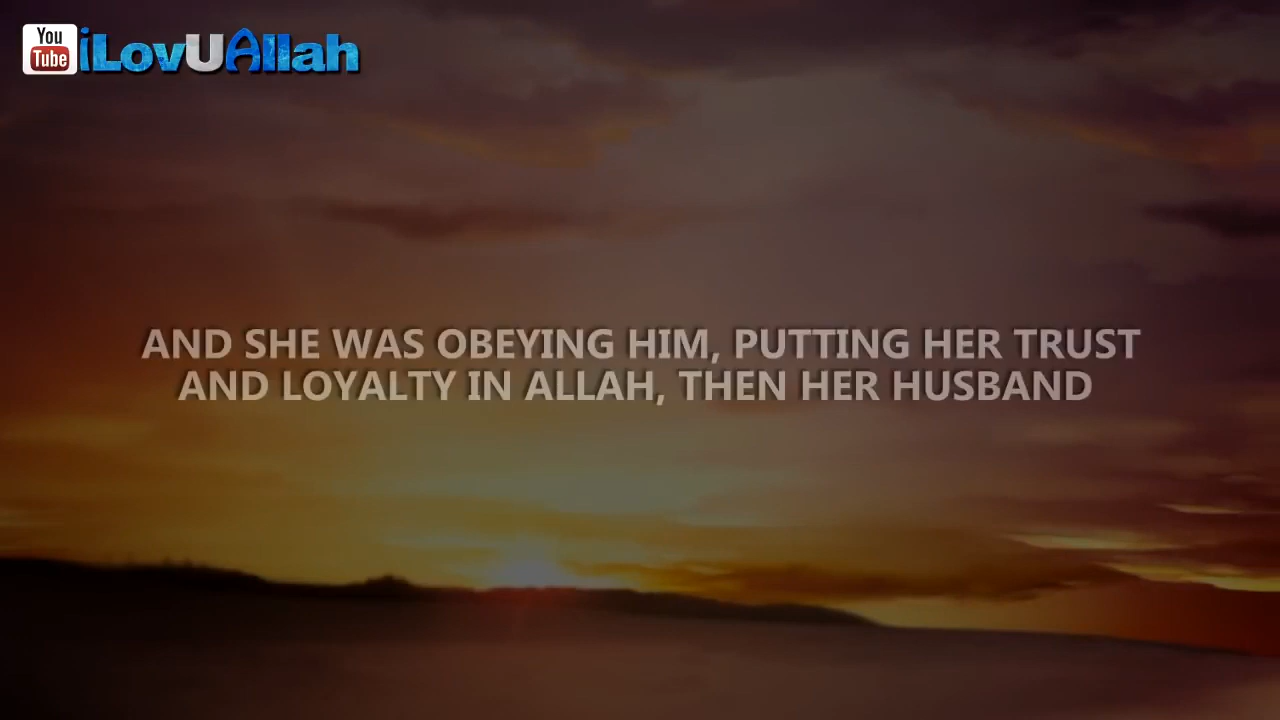 You
Tube
iLovUAllah
AND SHE WAS OBEYING HIM, PUTTING HER TRUST
AND LOYALTY IN ALLAH, THEN HER HUSBAND